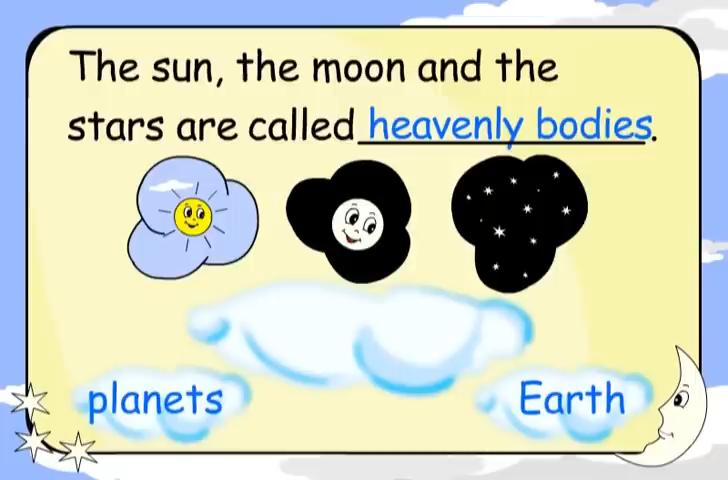 The sun, the moon and the
stars are called heavenly bodies.
planets
Earth